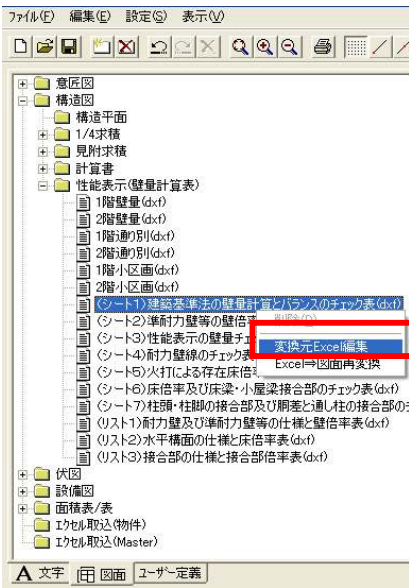 ファイル(F) 編集(E) 設定(S) 表示(V)
意匠図
構造図
構造平面
1/4求積
見附求積
計算書
性能表示(壁量計算表)
1階壁量(dxf)
2階壁量(dxf)
1階通り別(dxf)
2階通り別(dxf)
1階小区画(dxf)
2階小区画(dxf)
(シート1)建築基準法の壁量計算とバランスのチェック表(dxf)
(シート2)準耐力壁等の壁倍率
削除(D)
(シート3)性能表示の壁量チェ
変換元Excel編集
(シート4)耐力壁線のチェック表
Excel⇒図面再変換
(シート5)火打による存在床倍率
(シート6)床倍率及び床梁・小屋梁接合部のチェック表(dxf)
(シート7)柱頭・柱脚の接合部及び胴差と通し柱の接合部の
(リスト1)耐力壁及び準耐力壁等の仕様と壁倍率表(dxf)
(リスト2)水平構面の仕様と床倍率表(dxf)
(リスト3)接合部の仕様と接合部倍率表(dxf)
伏図
設備図
面積表/表
エクセル取込(物件)
エクセル取込(Master)
A 文字 図面 ユーザー定義